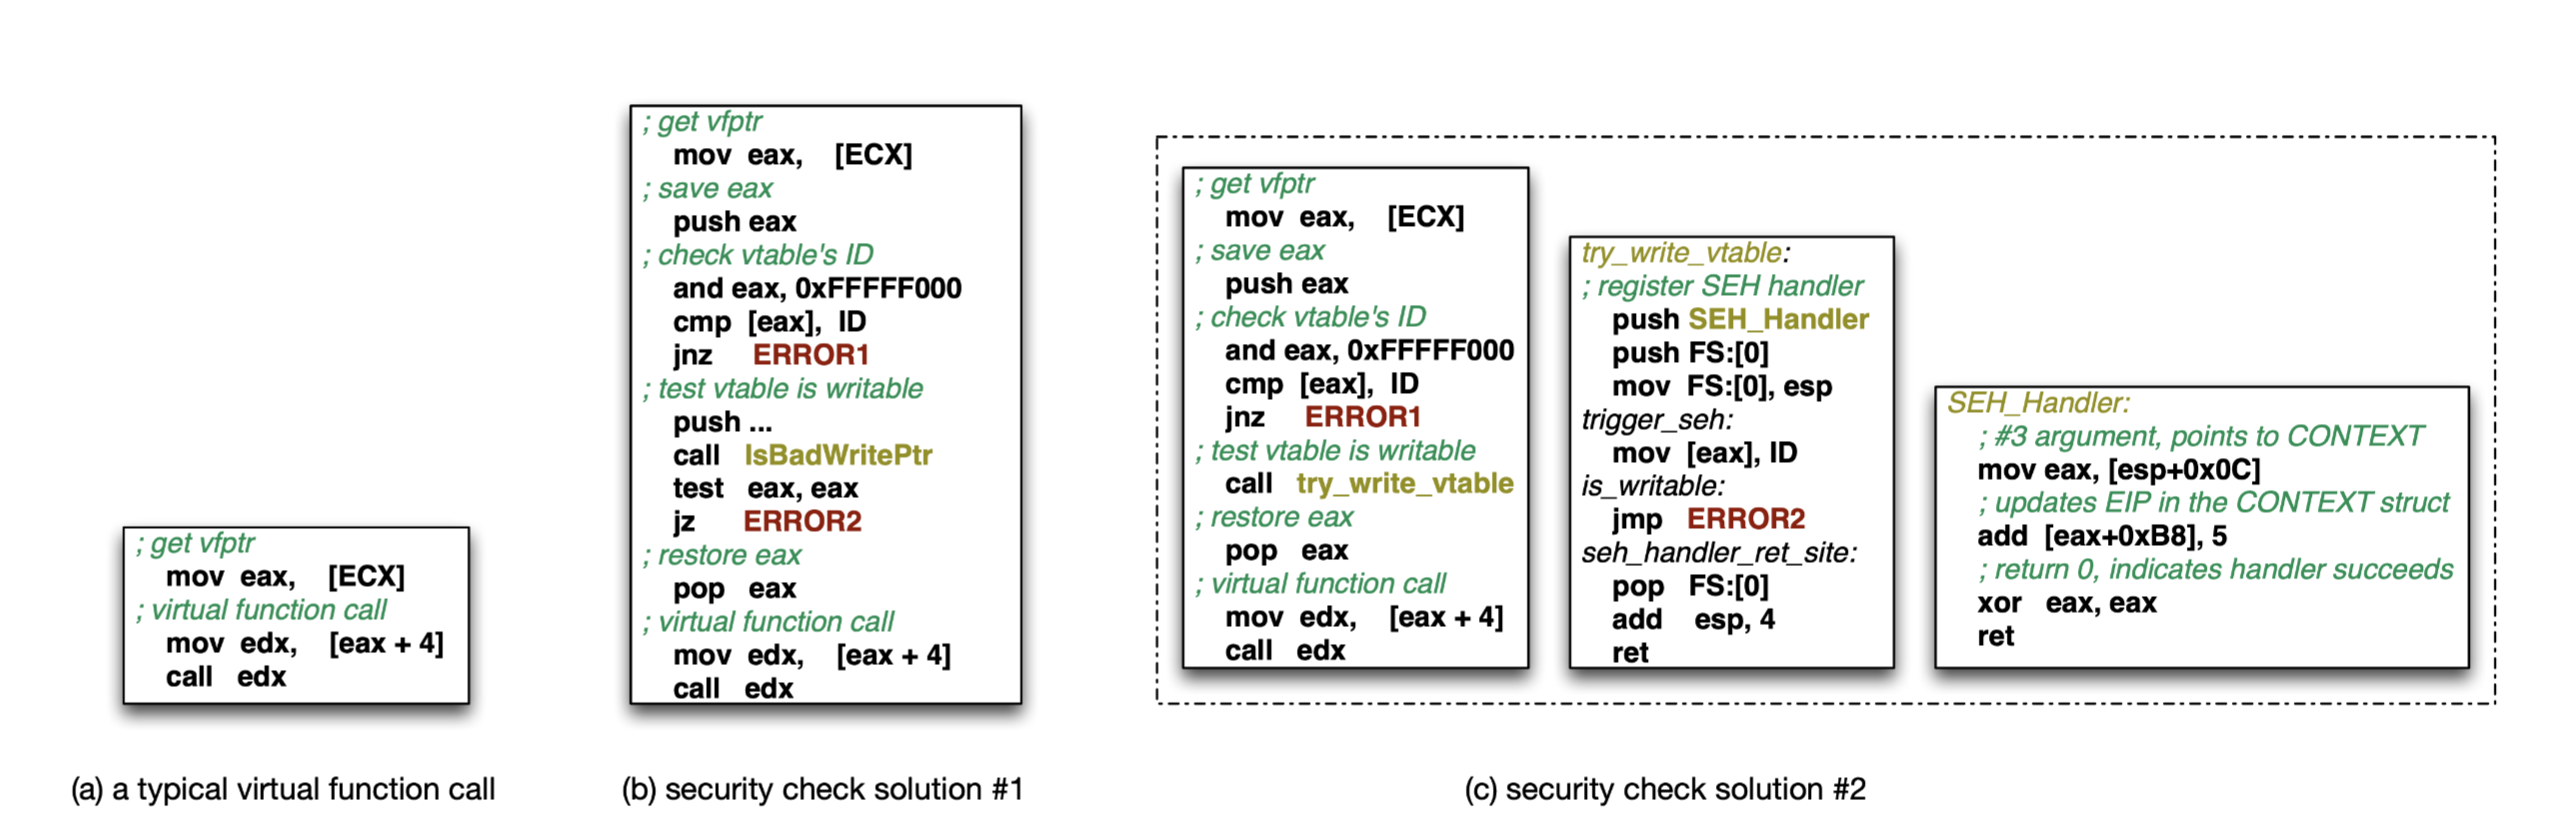 ; get vfptr
mov eax, [ECX]
; virtual function call
mov edx, [eax + 4]
call edx
(a) a typical virtual function call
; get vfptr
mov eax, [ECX]
; save eax
push eax
; check vtable's ID
and eax, 0xFFFFF000
cmp [eax], ID
jnz ERROR1
; test vtable is writable
push ...
call IsBadWritePtr
test eax, eax
jz ERROR2
; restore eax
pop eax
; virtual function call
mov edx, [eax + 4]
call edx
(b) security check solution #1
; get vfptr
mov eax, [ECX]
; save eax
push eax
; check vtable's ID
and eax, 0xFFFFF000
cmp [eax], ID
jnz ERROR1
; test vtable is writable
call try_write_vtable
; restore eax
pop eax
; virtual function call
mov edx, [eax + 4]
call edx
try_write_vtable:
; register SEH handler
push SEH_Handler
push FS:[0]
mov FS:[0], esp
trigger_seh:
mov [eax], ID
is_writable:
jmp ERROR2
seh_handler_ret_site:
pop FS:[0]
add esp, 4
ret
SEH_Handler:
; #3 argument, points to CONTEXT
mov eax, [esp+0x0C]
; updates EIP in the CONTEXT struct
add [eax+0xB8], 5
; return 0, indicates handler succeeds
xor eax, eax
ret
(c) security check solution #2